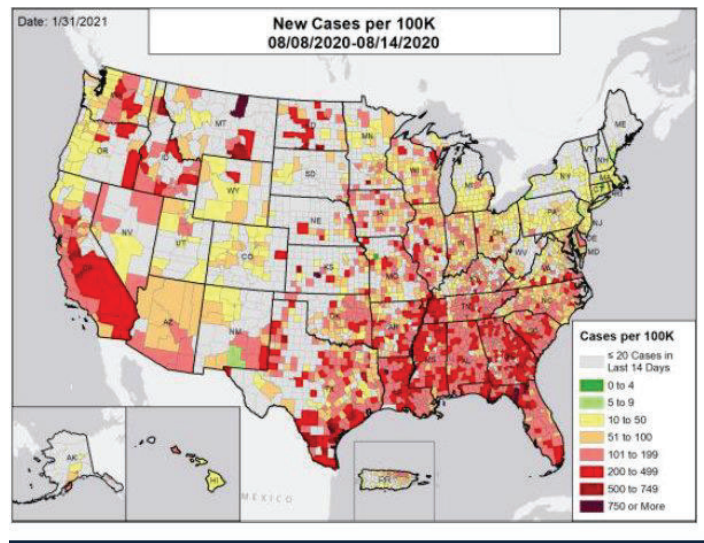 Date: 1/31/2021
New Cases per 100K
08/08/2020-08/14/2020
ME
MT
MN
VT
NH
OR
ID
WI
NY
SD
MI
WY
PA
IA
NE
NJ
NV
OH
IN
DE
MD
UT
CO
WV
CA
KS
MO
VA
KY
NC
TN
AZ
OK
AR
NM
SC
MS
AL
GA
TX
AK
HI
MEXICO
PR
Cases per 100K
≤ 20 Cases in
Last 14 Days
0 to 4
5 to 9
10 to 50
51 to 100
101 to 199
200 to 499
500 to 749
750 or More